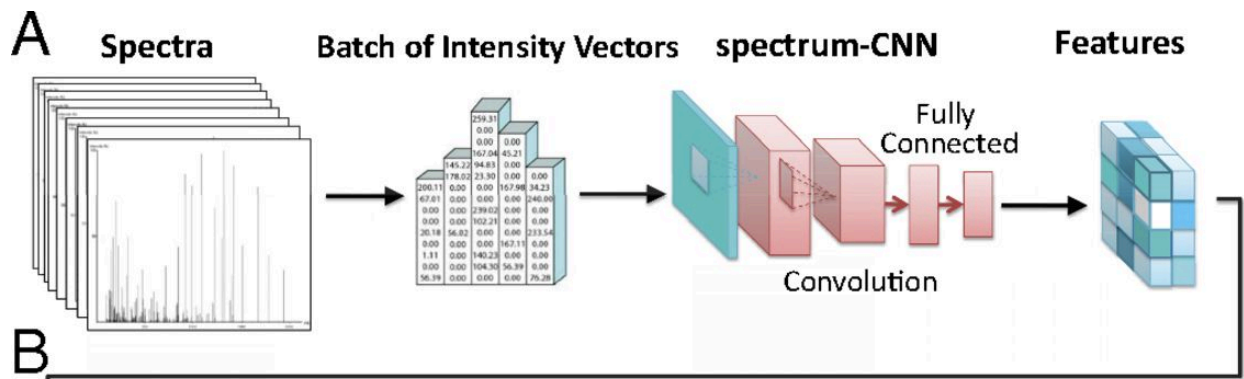 A
Spectra
Batch of Intensity Vectors
spectrum-CNN
Features
Fully
Connected
Convolution
259.31
0.00
0.00 0.00
167.04 45.21
145.22 94.83 0.00
178.02 23.30 0.00 0.00
200.11 0.00 0.00 167.98 34.23
67.01 0.00 0.00 0.00 240.00
0.00 0.00 239.02 0.00 0.00
0.00 0.00 102.21 0.00 0.00
20.18 56.02 0.00 0.00 233.54
0.00 0.00 0.00 167.11 0.00
1.11 0.00 140.23 0.00 0.00
0.00 0.00 104.30 56.39 0.00
56.39 0.00 0.00 0.00 76.28
B